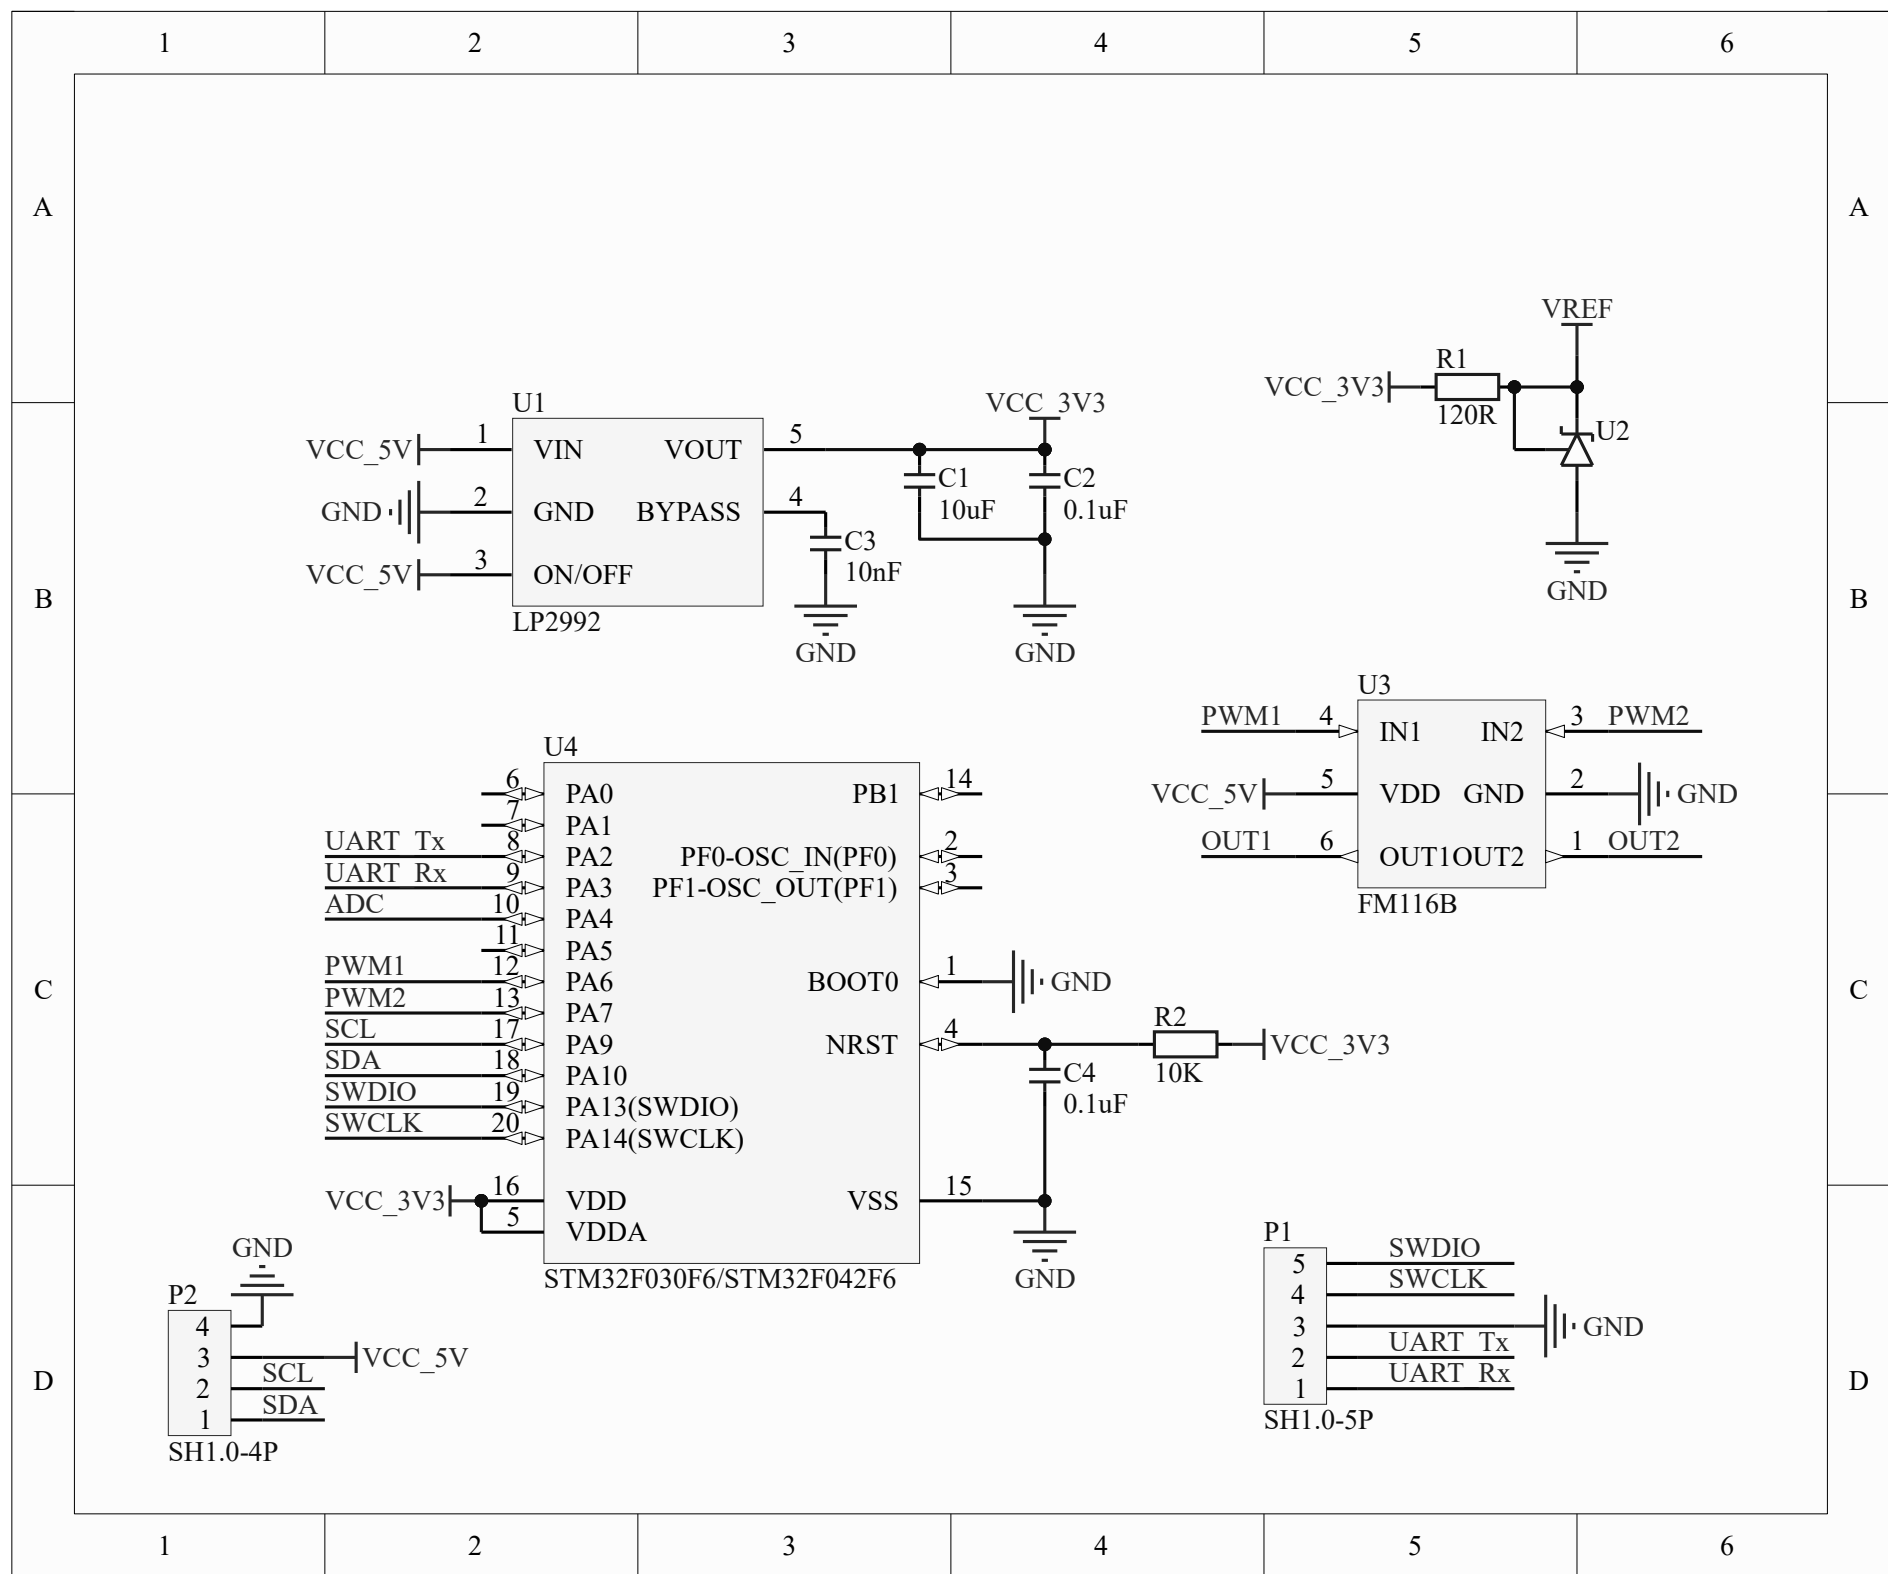 1 2 3 4 5 6
A A
VREF
R1
VCC_3V3
120R
U2
GND
U1
VCC_5V 1 VIN VOUT 5
GND 2 GND BYPASS 4
VCC_5V 3 ON/OFF
LP2992
VCC_3V3
C1 C2
10uF 0.1uF
C3
10nF
GND GND
B B
U3
PWM1 4 IN1 IN2 3 PWM2
VCC_5V 5 VDD GND 2 GND
OUT1 6 OUT1OUT2 1 OUT2
FM116B
U4
6 PA0 PB1 14
7 PA1
UART_Tx 8 PA2 PF0-OSC_IN(PF0) 2
UART_Rx 9 PA3 PF1-OSC_OUT(PF1) 3
ADC 10 PA4
11 PA5
PWM1 12 PA6 BOOT0 1 GND
PWM2 13 PA7
SCL 17 PA9 NRST 4
SDA 18 PA10
SWDIO 19 PA13(SWDIO)
SWCLK 20 PA14(SWCLK)
VCC_3V3 16 VDD VSS 15
5 VDDA
STM32F030F6/STM32F042F6
R2
10K
VCC_3V3
C4
0.1uF
GND
C C
GND
P2
4
3 VCC_5V
2 SCL
1 SDA
SH1.0-4P
P1
5 SWDIO
4 SWCLK
3 GND
2 UART_Tx
1 UART_Rx
SH1.0-5P
D D
1 2 3 4 5 6